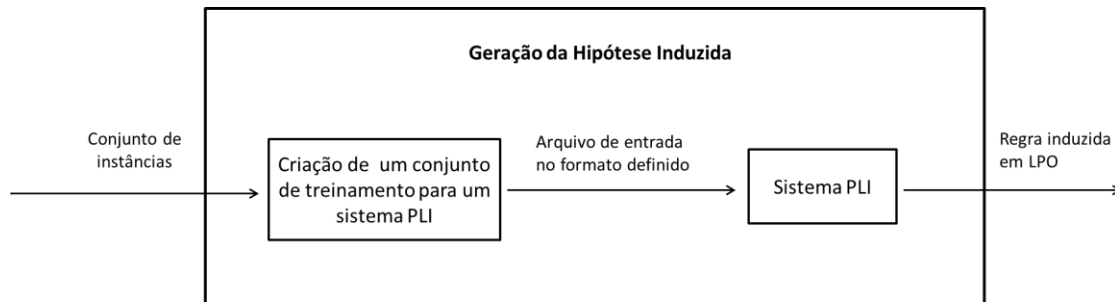 Geração da Hipótese Induzida
Conjunto de
instâncias
Criação de um conjunto
de treinamento para um
sistema PLI
Arquivo de entrada
no formato definido
Sistema PLI
Regra induzida
em LPO